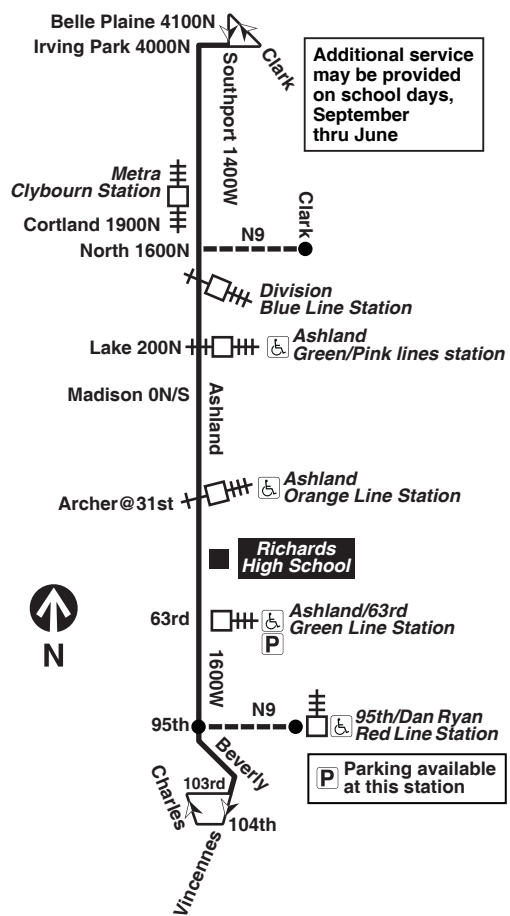 Belle Plaine 4100N
Irving Park 4000N
Clark
Southport 1400W
Additional service
may be provided
on school days,
September
thru June
Metra
Clybourn Station
Cortland 1900N
North 1600N
N9
Clark
Division
Blue Line Station
Lake 200N
Ashland
Green/Pink lines station
Madison 0N/S
Ashland
Archer@31st
Ashland
Orange Line Station
Richards
High School
N
63rd
Ashland/63rd
Green Line Station
P
1600W
95th
N9
95th/Dan Ryan
Red Line Station
Beverly
P Parking available
at this station
103rd
Charles
104th
Vincennes